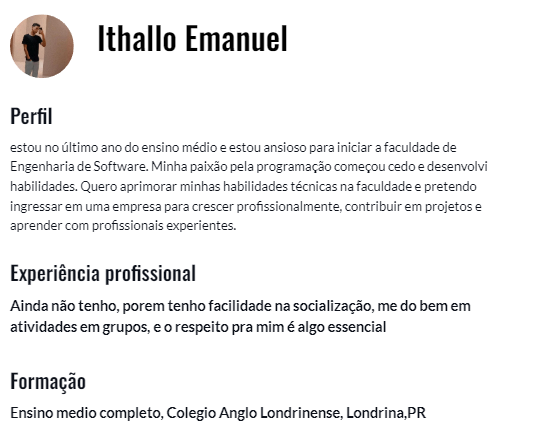 Ithallo Emanuel
Perfil
estou no último ano do ensino médio e estou ansioso para iniciar a faculdade de
Engenharia de Software. Minha paixão pela programação começou cedo e desenvolvi
habilidades. Quero aprimorar minhas habilidades técnicas na faculdade e pretendo
ingressar em uma empresa para crescer profissionalmente, contribuir em projetos e
aprender com profissionais experientes.
Experiência profissional
Ainda não tenho, porem tenho facilidade na socialização, me do bem em
atividades em grupos, e o respeito pra mim é algo essencial
Formação
Ensino medio completo, Colegio Anglo Londrinense, Londrina,PR